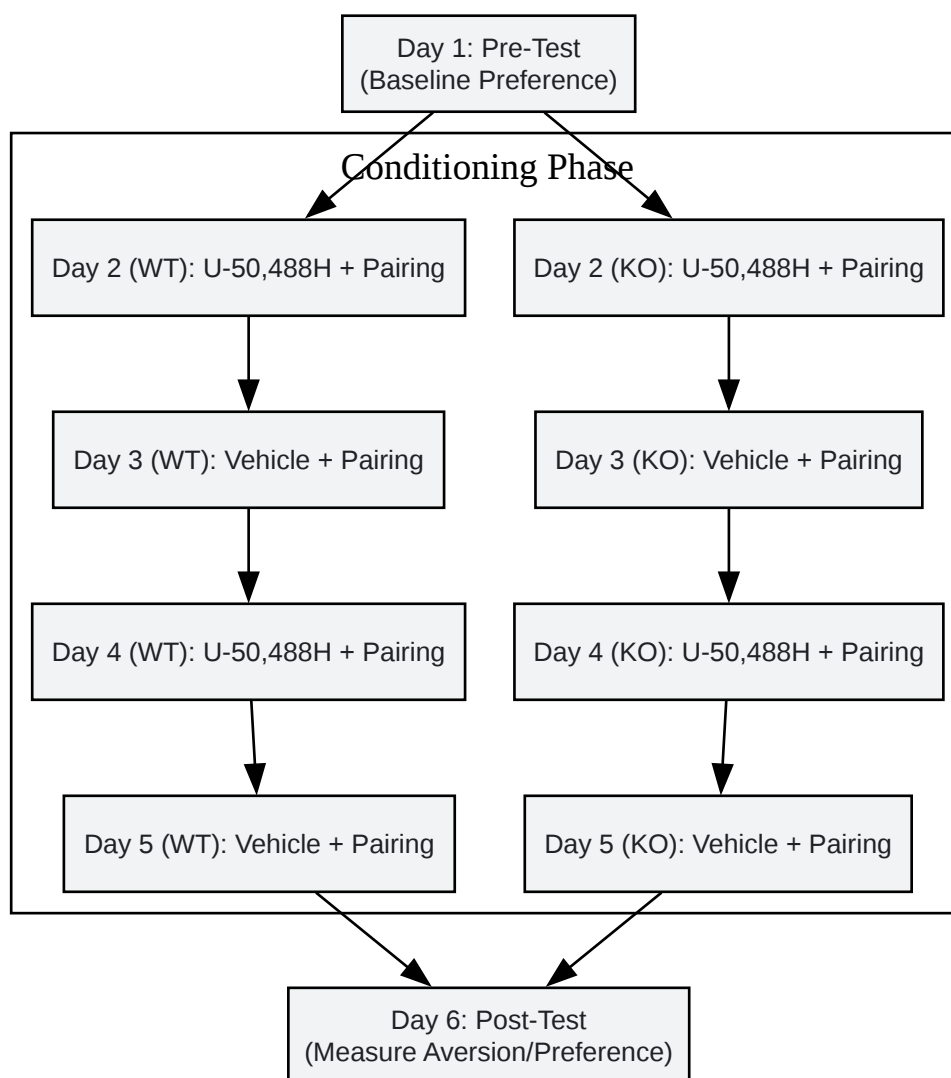 Day 1: Pre-Test
(Baseline Preference)
Conditioning Phase
Day 2 (WT): U-50,488H + Pairing
Day 2 (KO): U-50,488H + Pairing
Day 3 (WT): Vehicle + Pairing
Day 3 (KO): Vehicle + Pairing
Day 4 (WT): U-50,488H + Pairing
Day 4 (KO): U-50,488H + Pairing
Day 5 (WT): Vehicle + Pairing
Day 5 (KO): Vehicle + Pairing
Day 6: Post-Test
(Measure Aversion/Preference)